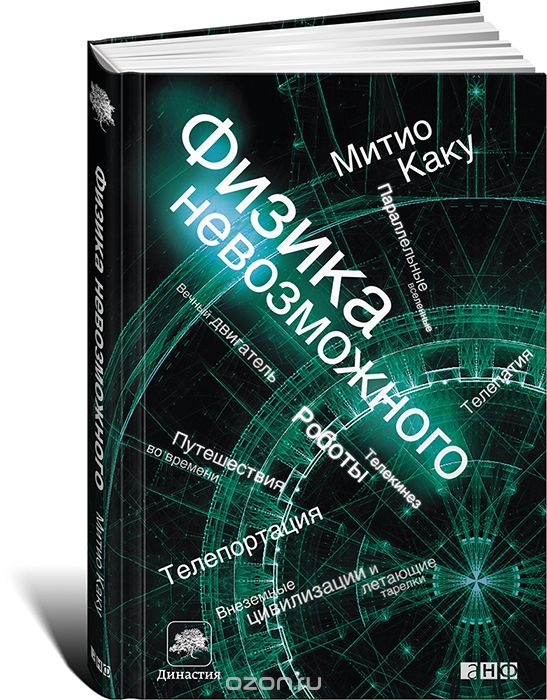 Митио
Каку
Физика
невозможного
Параллельные
вселенные
Вечный двигатель
Телепатия
Роботы
Телекинез
Путешествия
во времени
Телепортация
Внеземные
цивилизации и
летающие
тарелки
Династия
анф
ozon.ru
Физика невозможного
Митио Каку